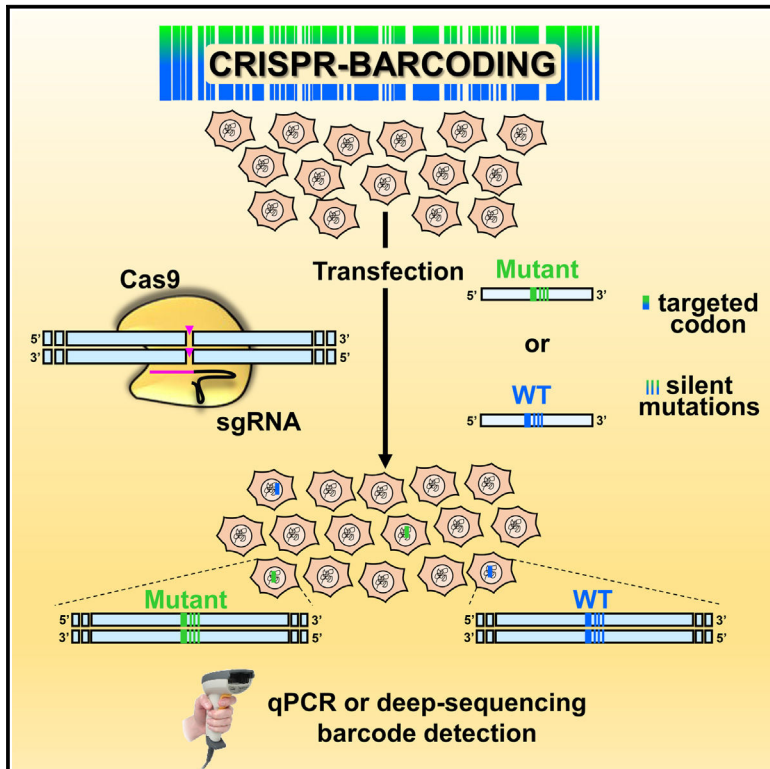 CRISPR-BARCODING
Transfection
Cas9
5’ 3’
3’ 5’
sgRNA
Mutant
5’ 3’
or
WT
5’ 3’
targeted
codon
silent
mutations
Mutant
5’ 3’
3’ 5’
WT
5’ 3’
3’ 5’
qPCR or deep-sequencing
barcode detection